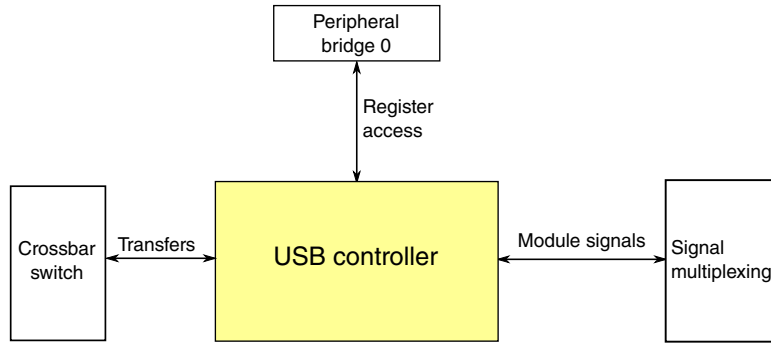 Peripheral
bridge 0
Register
access
Crossbar
switch
Transfers
USB controller
Module signals
Signal
multiplexing